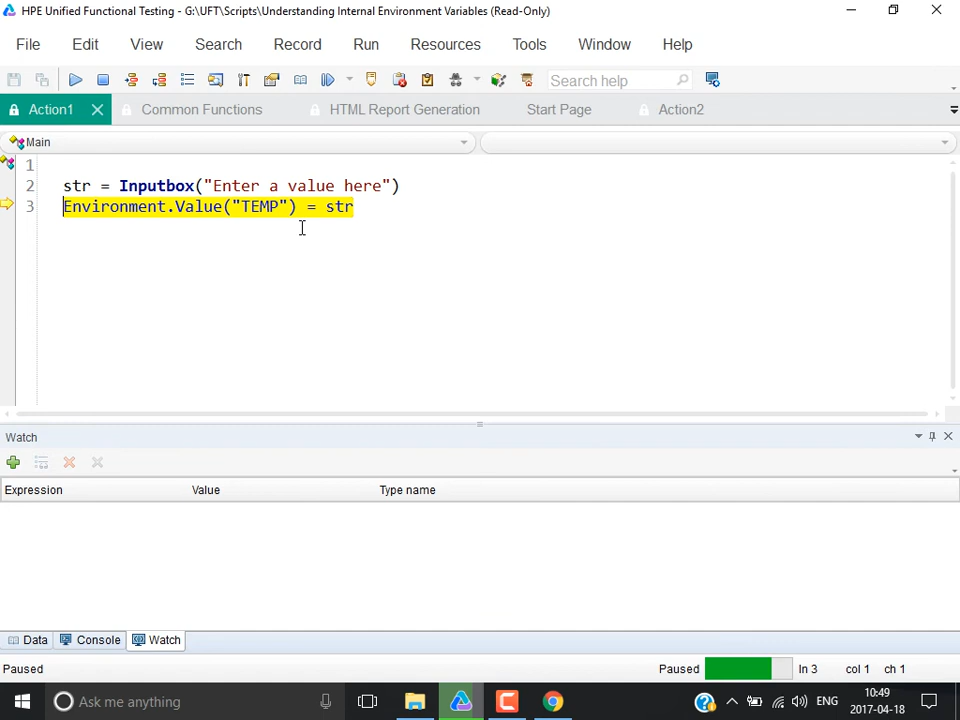 HPE Unified Functional Testing - G:\UFT\Scripts\Understanding Internal Environment Variables (Read-Only)
File Edit View Search Record Run Resources Tools Window Help
Search help
Action1 Common Functions HTML Report Generation Start Page Action2
Main
1
2 str = Inputbox("Enter a value here")
3 Environment.Value("TEMP") = str
Watch
Expression Value Type name
Data Console Watch
Paused Paused ln 3 col 1 ch 1
Ask me anything ENG 10:49
2017-04-18